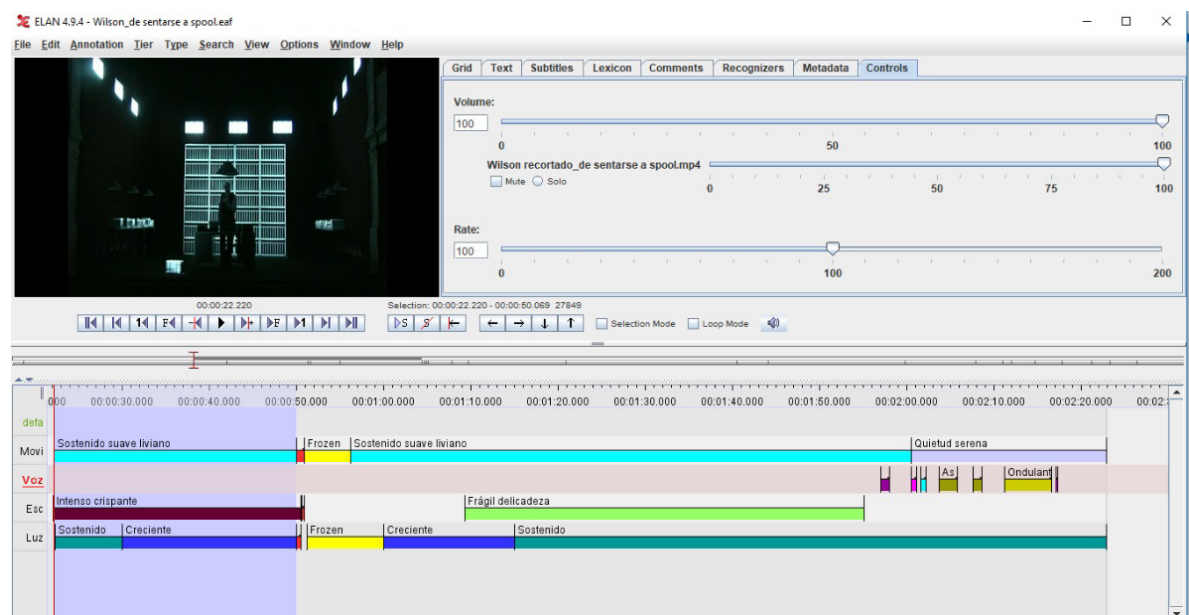 ELAN 4.9.4 - Wilson_de sentarse a spool.eaf
File Edit Annotation Tier Type Search View Options Window Help
Grid Text Subtitles Lexicon Comments Recognizers Metadata Controls
Volume:
100
0 50 100
Wilson recortado_de sentarse a spool.mp4
Mute Solo
0 25 50 75 100
Rate:
100
0 100 200
00:00:22.220
Selection: 00:00:22.220 - 00:00:50.069 27849
Selection Mode Loop Mode
000 00:00:30.000 00:00:40.000 00:00:50.000 00:01:00.000 00:01:10.000 00:01:20.000 00:01:30.000 00:01:40.000 00:01:50.000 00:02:00.000 00:02:10.000 00:02:20.000 00:02:
defa
Movi Sostenido suave liviano Frozen Sostenido suave liviano Quietud serena
Voz As Ondulant
Esc Intenso crispante Frágil delicadeza
Luz Sostenido Creciente Frozen Creciente Sostenido